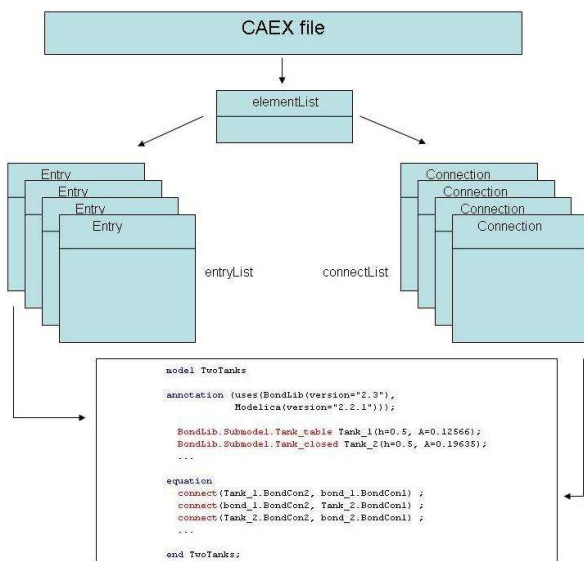 CAEX file
elementList
Entry
Entry
Entry
Entry
entryList
Connection
Connection
Connection
Connection
connectList
model TwoTanks
annotation (uses(BondLib(version="2.3"),
Modelica(version="2.2.1")));
BondLib.Submodel.Tank_table Tank_1(h=0.5, A=0.12566);
BondLib.Submodel.Tank_closed Tank_2(h=0.5, A=0.19635);
...
equation
connect(Tank_1.BondCon2, bond_1.BondCon1) ;
connect(bond_1.BondCon2, Tank_2.BondCon1) ;
connect(Tank_2.BondCon2, bond_2.BondCon1) ;
...
end TwoTanks;